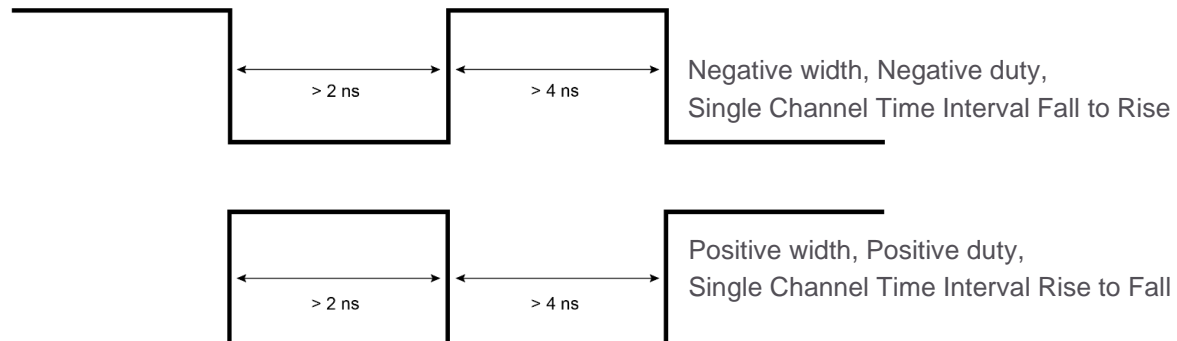 > 2 ns
> 4 ns
Negative width, Negative duty,
Single Channel Time Interval Fall to Rise
> 2 ns
> 4 ns
Positive width, Positive duty,
Single Channel Time Interval Rise to Fall